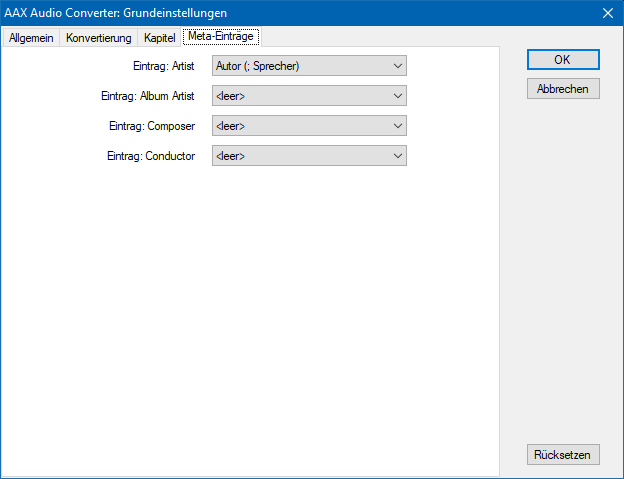 AAX Audio Converter: Grundeinstellungen
Allgemein Konvertierung Kapitel Meta-Einträge
Eintrag: Artist Autor (; Sprecher)
Eintrag: Album Artist <leer>
Eintrag: Composer <leer>
Eintrag: Conductor <leer>
OK
Abbrechen
Rücksetzen